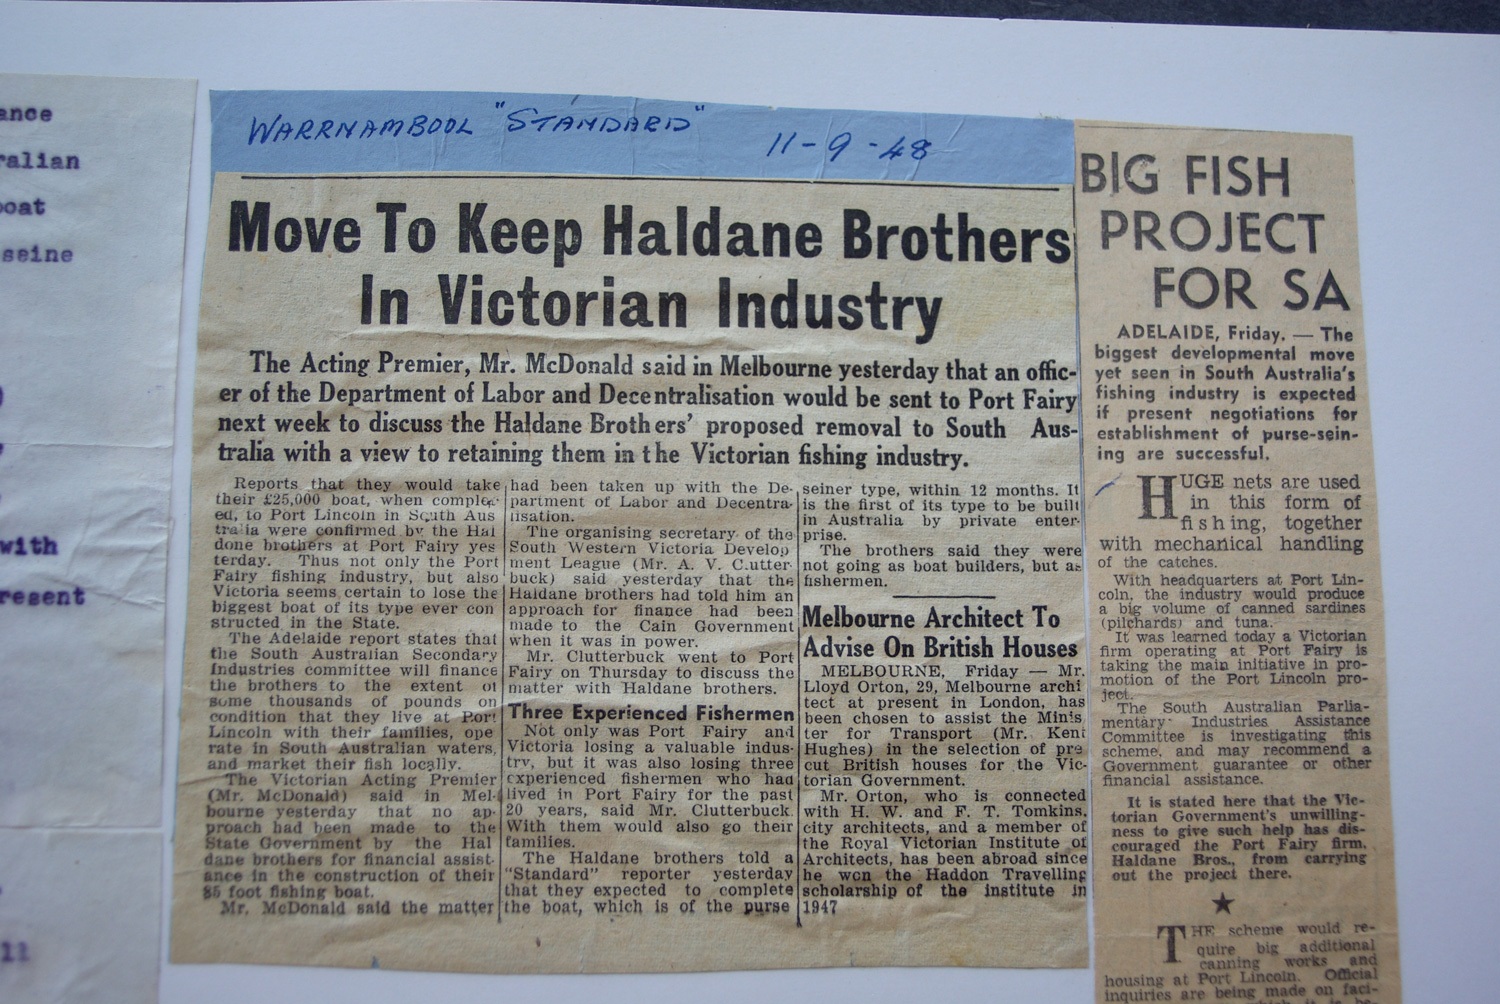 ance
ralian
boat
seine
with
resent
ll
WARRNAMBOOL "STANDARD" 11-9-48
Move To Keep Haldane Brothers
In Victorian Industry
The Acting Premier, Mr. McDonald said in Melbourne yesterday that an offic-
er of the Department of Labor and Decentralisation would be sent to Port Fairy
next week to discuss the Haldane Brothers' proposed removal to South Aus-
tralia with a view to retaining them in the Victorian fishing industry.
Reports that they would take
their £25,000 boat, when complet-
ed, to Port Lincoln in South Aus
tralia were confirmed by the Hal
done brothers at Port Fairy yes
terday. Thus not only the Port
Fairy fishing industry, but also
Victoria seems certain to lose the
biggest boat of its type ever con
structed in the State.
The Adelaide report states that
the South Australian Secondary
Industries committee will finance
the brothers to the extent of
some thousands of pounds on
condition that they live at Port
Lincoln with their families, ope
rate in South Australian waters,
and market their fish locally.
The Victorian Acting Premier
(Mr. McDonald) said in Mel-
bourne yesterday that no ap-
proach had been made to the
State Government by the Hal
dane brothers for financial assist-
ance in the construction of their
85 foot fishing boat.
Mr. McDonald said the matter
had been taken up with the De-
partment of Labor and Decentra-
lisation.
The organising secretary of the
South Western Victoria Develop
ment League (Mr. A. V. Clutter-
buck) said yesterday that the
Haldane brothers had told him an
approach for finance had been
made to the Cain Government
when it was in power.
Mr. Clutterbuck went to Port
Fairy on Thursday to discuss the
matter with Haldane brothers.
Three Experienced Fishermen
Not only was Port Fairy and
Victoria losing a valuable indus-
try, but it was also losing three
experienced fishermen who had
lived in Port Fairy for the past
20 years, said Mr. Clutterbuck.
With them would also go their
families.
The Haldane brothers told a
"Standard" reporter yesterday
that they expected to complete
the boat, which is of the purse
seiner type, within 12 months. It
is the first of its type to be built
in Australia by private enter-
prise.
The brothers said they were
not going as boat builders, but as
fishermen.
Melbourne Architect To
Advise On British Houses
MELBOURNE, Friday — Mr.
Lloyd Orton, 29, Melbourne archi
tect at present in London, has
been chosen to assist the Minis
ter for Transport (Mr. Kent
Hughes) in the selection of pre
cut British houses for the Vic-
torian Government.
Mr. Orton, who is connected
with H. W. and F. T. Tomkins,
city architects, and a member of
the Royal Victorian Institute of
Architects, has been abroad since
he won the Haddon Travelling
scholarship of the institute in
1947
BIG FISH
PROJECT
FOR SA
ADELAIDE, Friday. — The
biggest developmental move
yet seen in South Australia's
fishing industry is expected
if present negotiations for
establishment of purse-sein-
ing are successful.
HUGE nets are used
in this form of
fishing, together
with mechanical handling
of the catches.
With headquarters at Port Lin-
coln, the industry would produce
a big volume of canned sardines
(pilchards) and tuna.
It was learned today a Victorian
firm operating at Port Fairy is
taking the main initiative in pro-
motion of the Port Lincoln pro-
ject.
The South Australian Parlia-
mentary Industries Assistance
Committee is investigating this
scheme, and may recommend a
Government guarantee or other
financial assistance.
It is stated here that the Vic-
torian Government's unwilling-
ness to give such help has dis-
couraged the Port Fairy firm,
Haldane Bros., from carrying
out the project there.
THE scheme would re-
quire big additional
canning works and
housing at Port Lincoln. Official
inquiries are being made on faci-